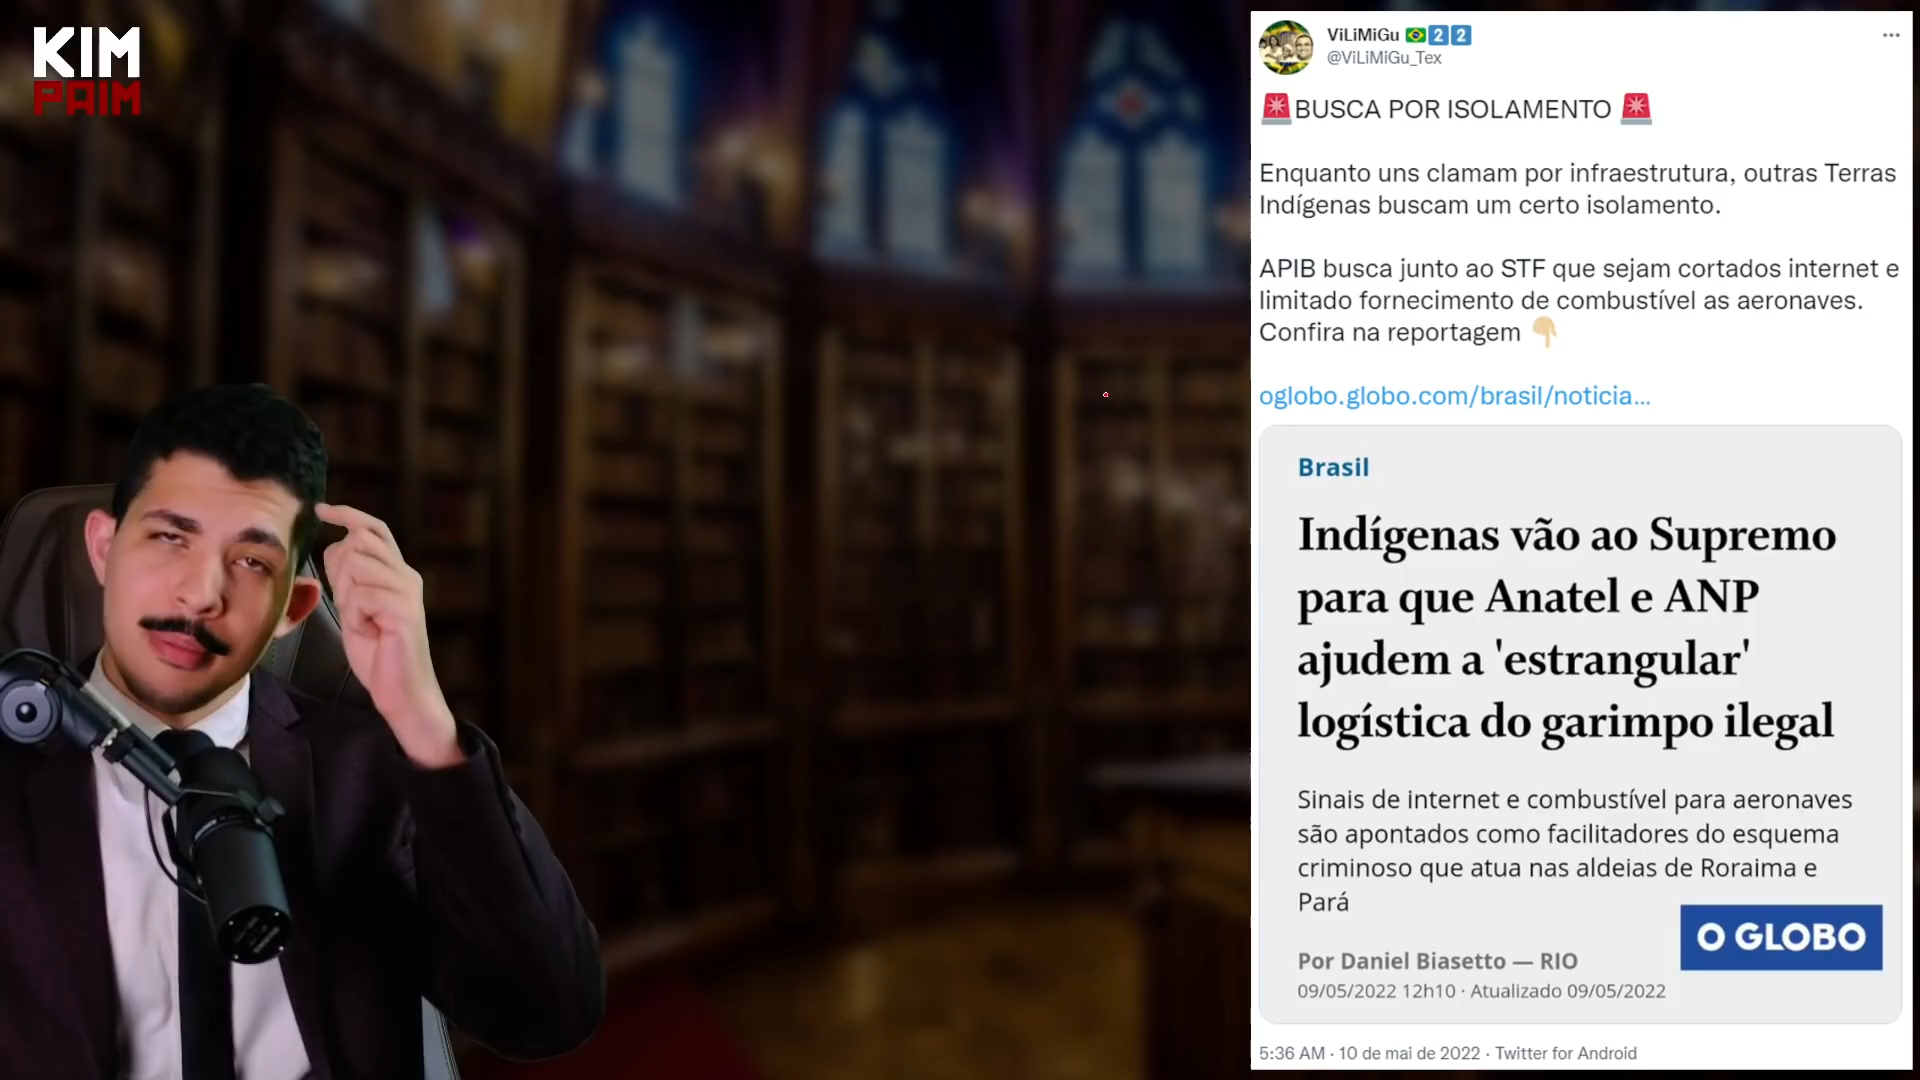 KIM
PAIM
ViLiMiGu 🇧🇷2️⃣2️⃣
@ViLiMiGu_Tex
🚨BUSCA POR ISOLAMENTO 🚨
Enquanto uns clamam por infraestrutura, outras Terras
Indígenas buscam um certo isolamento.
APIB busca junto ao STF que sejam cortados internet e
limitado fornecimento de combustível as aeronaves.
Confira na reportagem 👇🏼
oglobo.globo.com/brasil/noticia...
Brasil
Indígenas vão ao Supremo
para que Anatel e ANP
ajudem a 'estrangular'
logística do garimpo ilegal
Sinais de internet e combustível para aeronaves
são apontados como facilitadores do esquema
criminoso que atua nas aldeias de Roraima e
Pará
O GLOBO
Por Daniel Biasetto — RIO
09/05/2022 12h10 · Atualizado 09/05/2022
5:36 AM · 10 de mai de 2022 · Twitter for Android